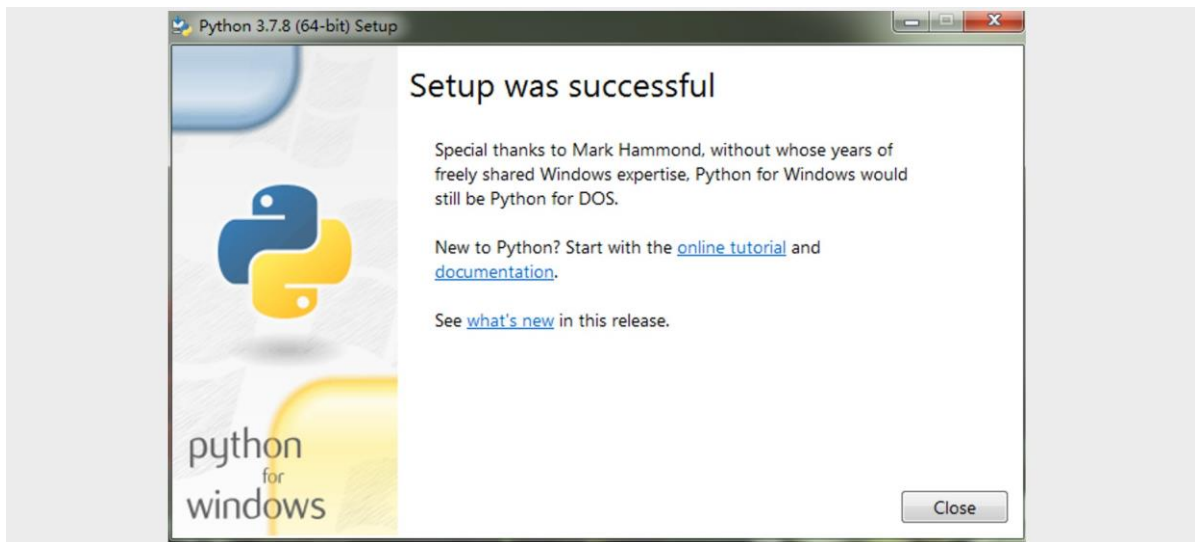 Python 3.7.8 (64-bit) Setup
Setup was successful
Special thanks to Mark Hammond, without whose years of
freely shared Windows expertise, Python for Windows would
still be Python for DOS.
New to Python? Start with the online tutorial and
documentation.
See what's new in this release.
python
for
windows
Close